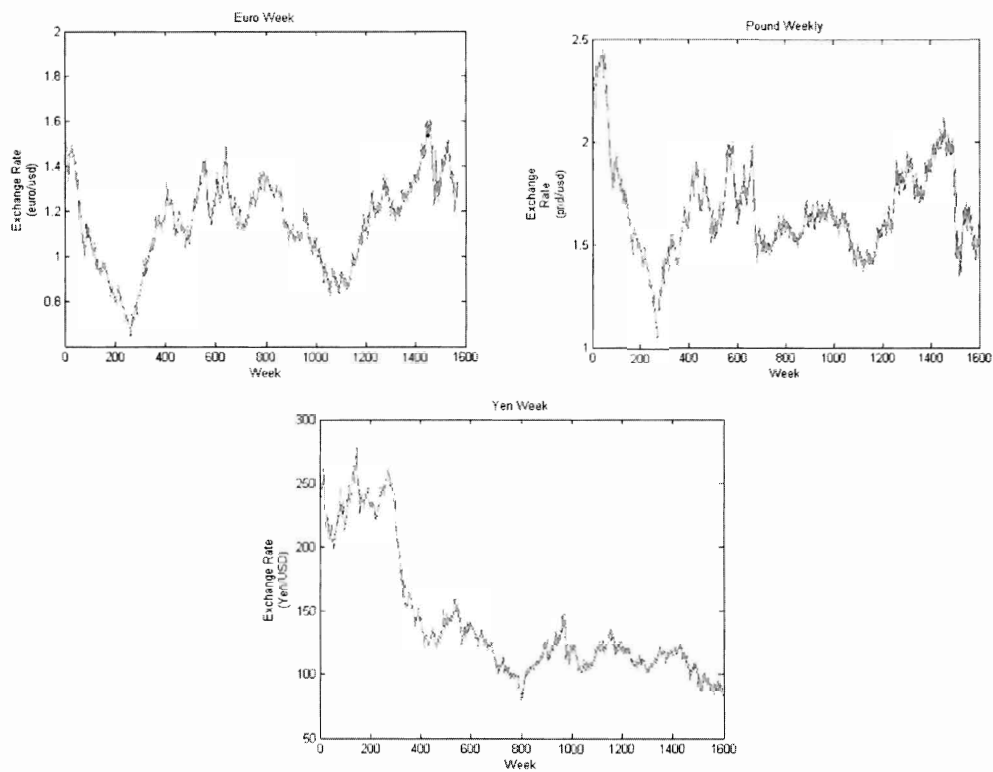 Euro Week
2
1.8
1.6
1.4
1.2
1
0.8
Exchange Rate
(euro/usd)
0 200 400 600 800 1000 1200 1400 1600
Week
Pound Weekly
2.5
2
1.5
1
Exchange
Rate
(pnd/usd)
0 200 400 600 800 1000 1200 1400 1600
Week
Yen Week
300
250
200
150
100
50
Exchange Rate
(Yen/USD)
0 200 400 600 800 1000 1200 1400 1600
Week